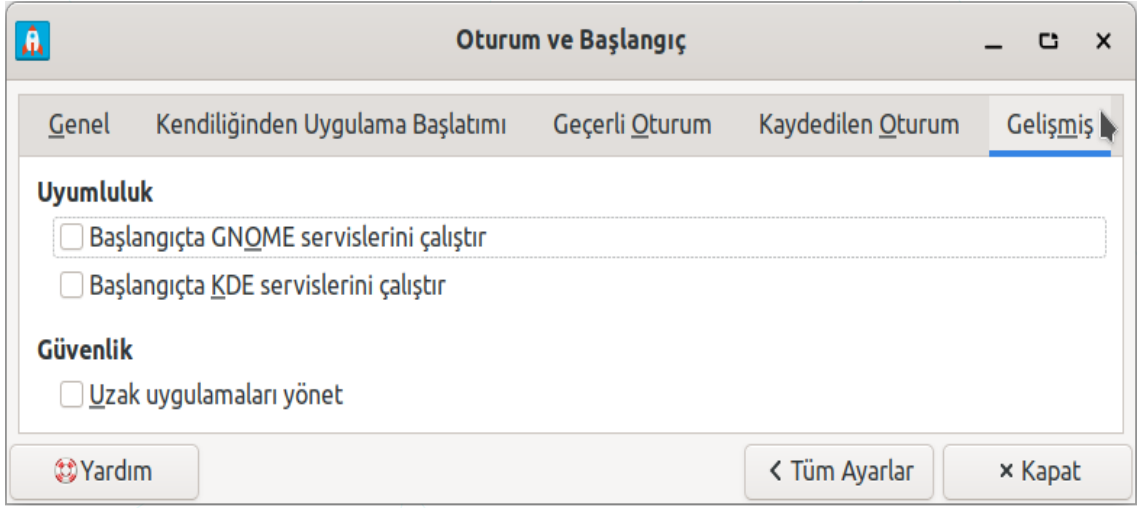 Oturum ve Başlangıç
Genel Kendiliğinden Uygulama Başlatımı Geçerli Oturum Kaydedilen Oturum Gelişmiş
Uyumluluk
Başlangıçta GNOME servislerini çalıştır
Başlangıçta KDE servislerini çalıştır
Güvenlik
Uzak uygulamaları yönet
Yardım Tüm Ayarlar Kapat